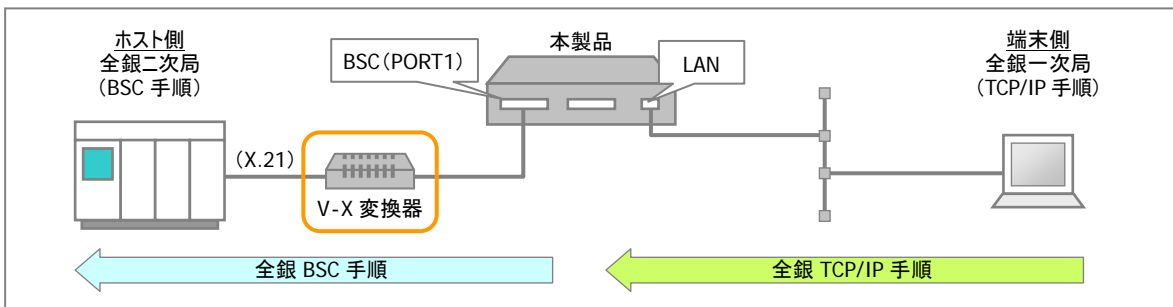 ホスト側
全銀二次局
（BSC 手順）
BSC（PORT1）
本製品
LAN
端末側
全銀一次局
（TCP/IP 手順）
（X.21）
V-X 変換器
全銀 BSC 手順
全銀 TCP/IP 手順